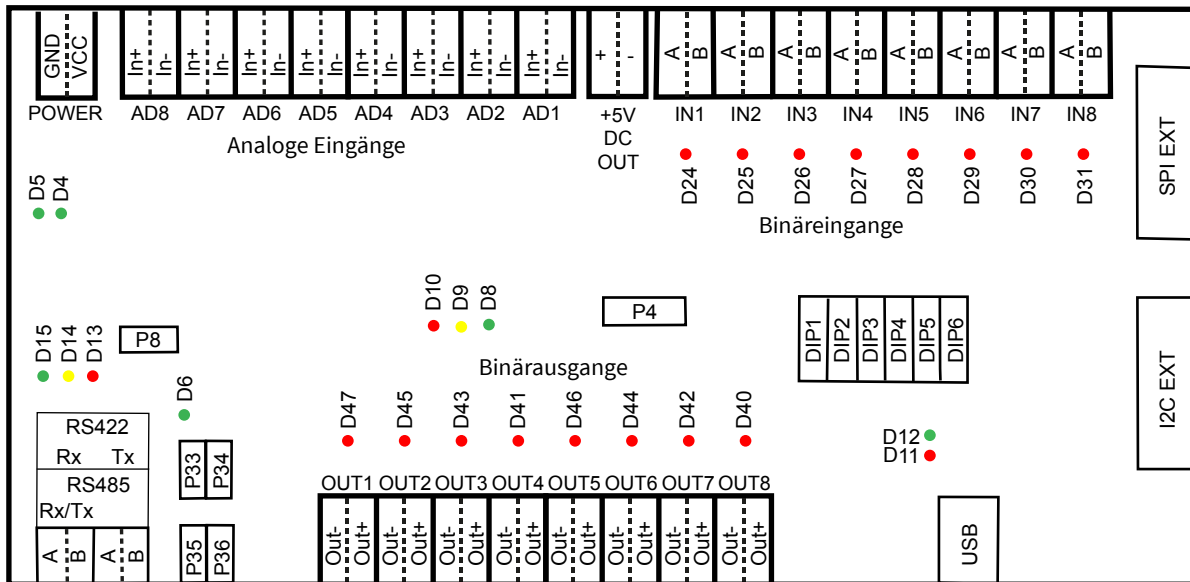 GND VCC In+ In- In+ In- In+ In- In+ In- In+ In- In+ In- In+ In- In+ In- + - A B A B A B A B A B A B A B A B
POWER AD8 AD7 AD6 AD5 AD4 AD3 AD2 AD1 +5V IN1 IN2 IN3 IN4 IN5 IN6 IN7 IN8
DC
OUT
Analoge Eingänge
SPI EXT
D24 D25 D26 D27 D28 D29 D30 D31
D5 D4
Binäreingange
D10 D9 D8
P4
DIP1 DIP2 DIP3 DIP4 DIP5 DIP6
D15 D14 D13
P8
Binärausgange
I2C EXT
D6
D47 D45 D43 D41 D46 D44 D42 D40
RS422
Rx Tx
D12
D11
P33 P34
RS485
Rx/Tx
OUT1 OUT2 OUT3 OUT4 OUT5 OUT6 OUT7 OUT8
A B A B
P35 P36
Out- Out+ Out- Out+ Out- Out+ Out- Out+ Out- Out+ Out- Out+ Out- Out+ Out- Out+
USB